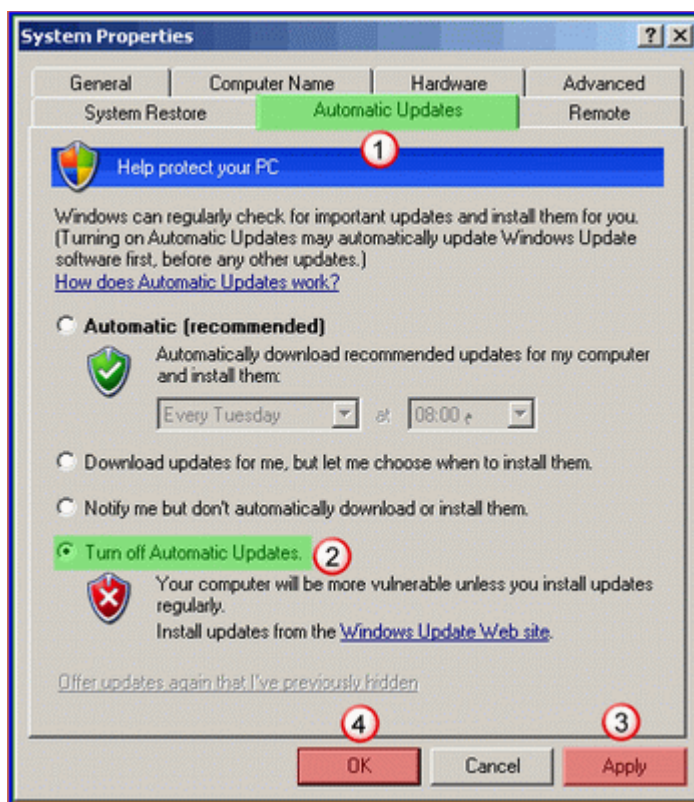 System Properties
General Computer Name Hardware Advanced
System Restore Automatic Updates Remote
1
Help protect your PC
Windows can regularly check for important updates and install them for you.
(Turning on Automatic Updates may automatically update Windows Update
software first, before any other updates.)
How does Automatic Updates work?
Automatic (recommended)
Automatically download recommended updates for my computer
and install them:
Every Tuesday at 08:00 م
Download updates for me, but let me choose when to install them.
Notify me but don't automatically download or install them.
Turn off Automatic Updates. 2
Your computer will be more vulnerable unless you install updates
regularly.
Install updates from the Windows Update Web site.
Offer updates again that I've previously hidden
4 3
OK Cancel Apply